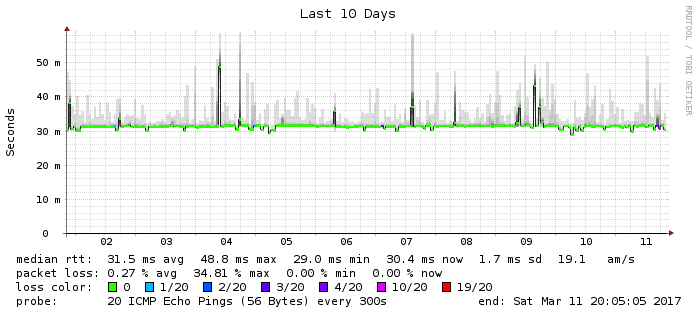 Last 10 Days
RRDTOOL / TOBI OETIKER
Seconds
50 m
40 m
30 m
20 m
10 m
0
02 03 04 05 06 07 08 09 10 11
median rtt: 31.5 ms avg 48.8 ms max 29.0 ms min 30.4 ms now 1.7 ms sd 19.1 am/s
packet loss: 0.27 % avg 34.81 % max 0.00 % min 0.00 % now
loss color: 0 1/20 2/20 3/20 4/20 10/20 19/20
probe: 20 ICMP Echo Pings (56 Bytes) every 300s end: Sat Mar 11 20:05:05 2017